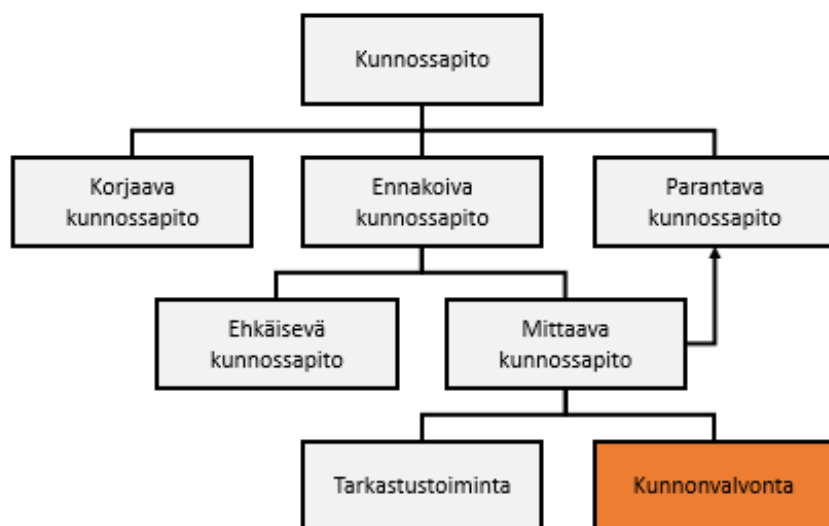 Kunnossapito
Korjaava
kunnossapito
Ennakoiva
kunnossapito
Parantava
kunnossapito
Ehkäisevä
kunnossapito
Mittaava
kunnossapito
Tarkastustoiminta
Kunnonvalvonta